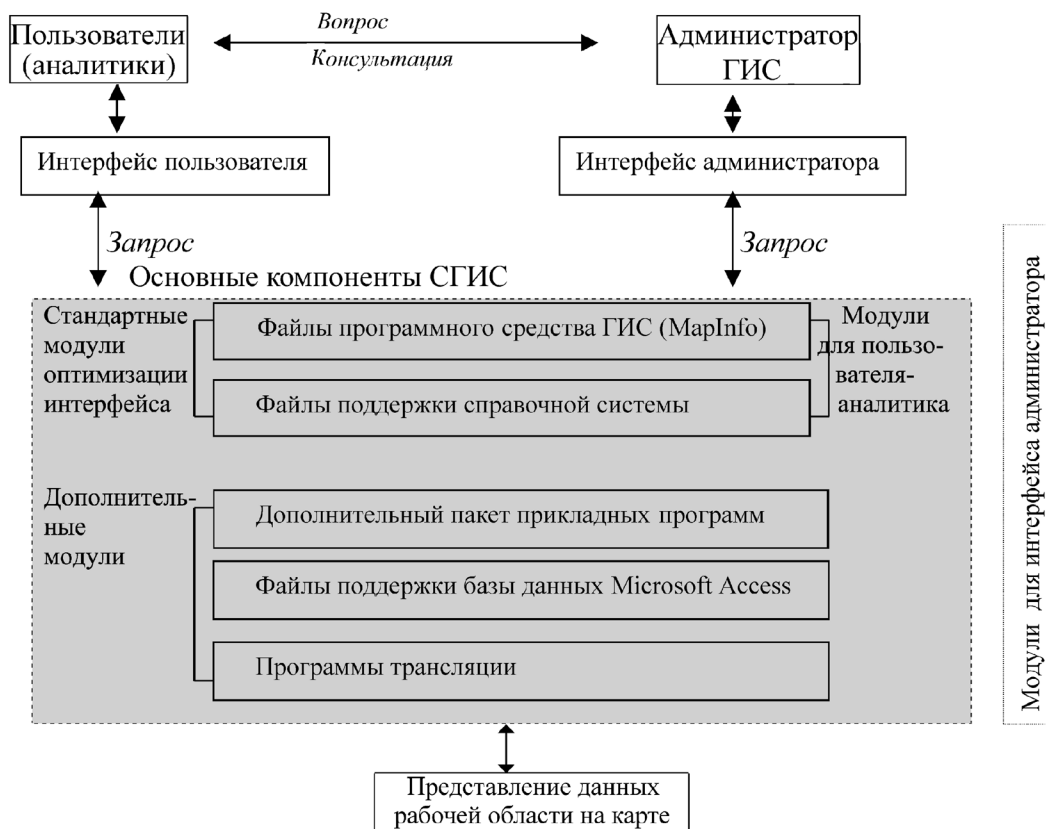 Пользователи
(аналитики)
Вопрос
Консультация
Администратор
ГИС
Интерфейс пользователя
Интерфейс администратора
Запрос
Запрос
Основные компоненты СГИС
Стандартные
модули
оптимизации
интерфейса
Файлы программного средства ГИС (MapInfo)
Файлы поддержки справочной системы
Модули
для пользо-
вателя-
аналитика
Дополнитель-
ные
модули
Дополнительный пакет прикладных программ
Файлы поддержки базы данных Microsoft Access
Программы трансляции
Модули для интерфейса администратора
Представление данных
рабочей области на карте